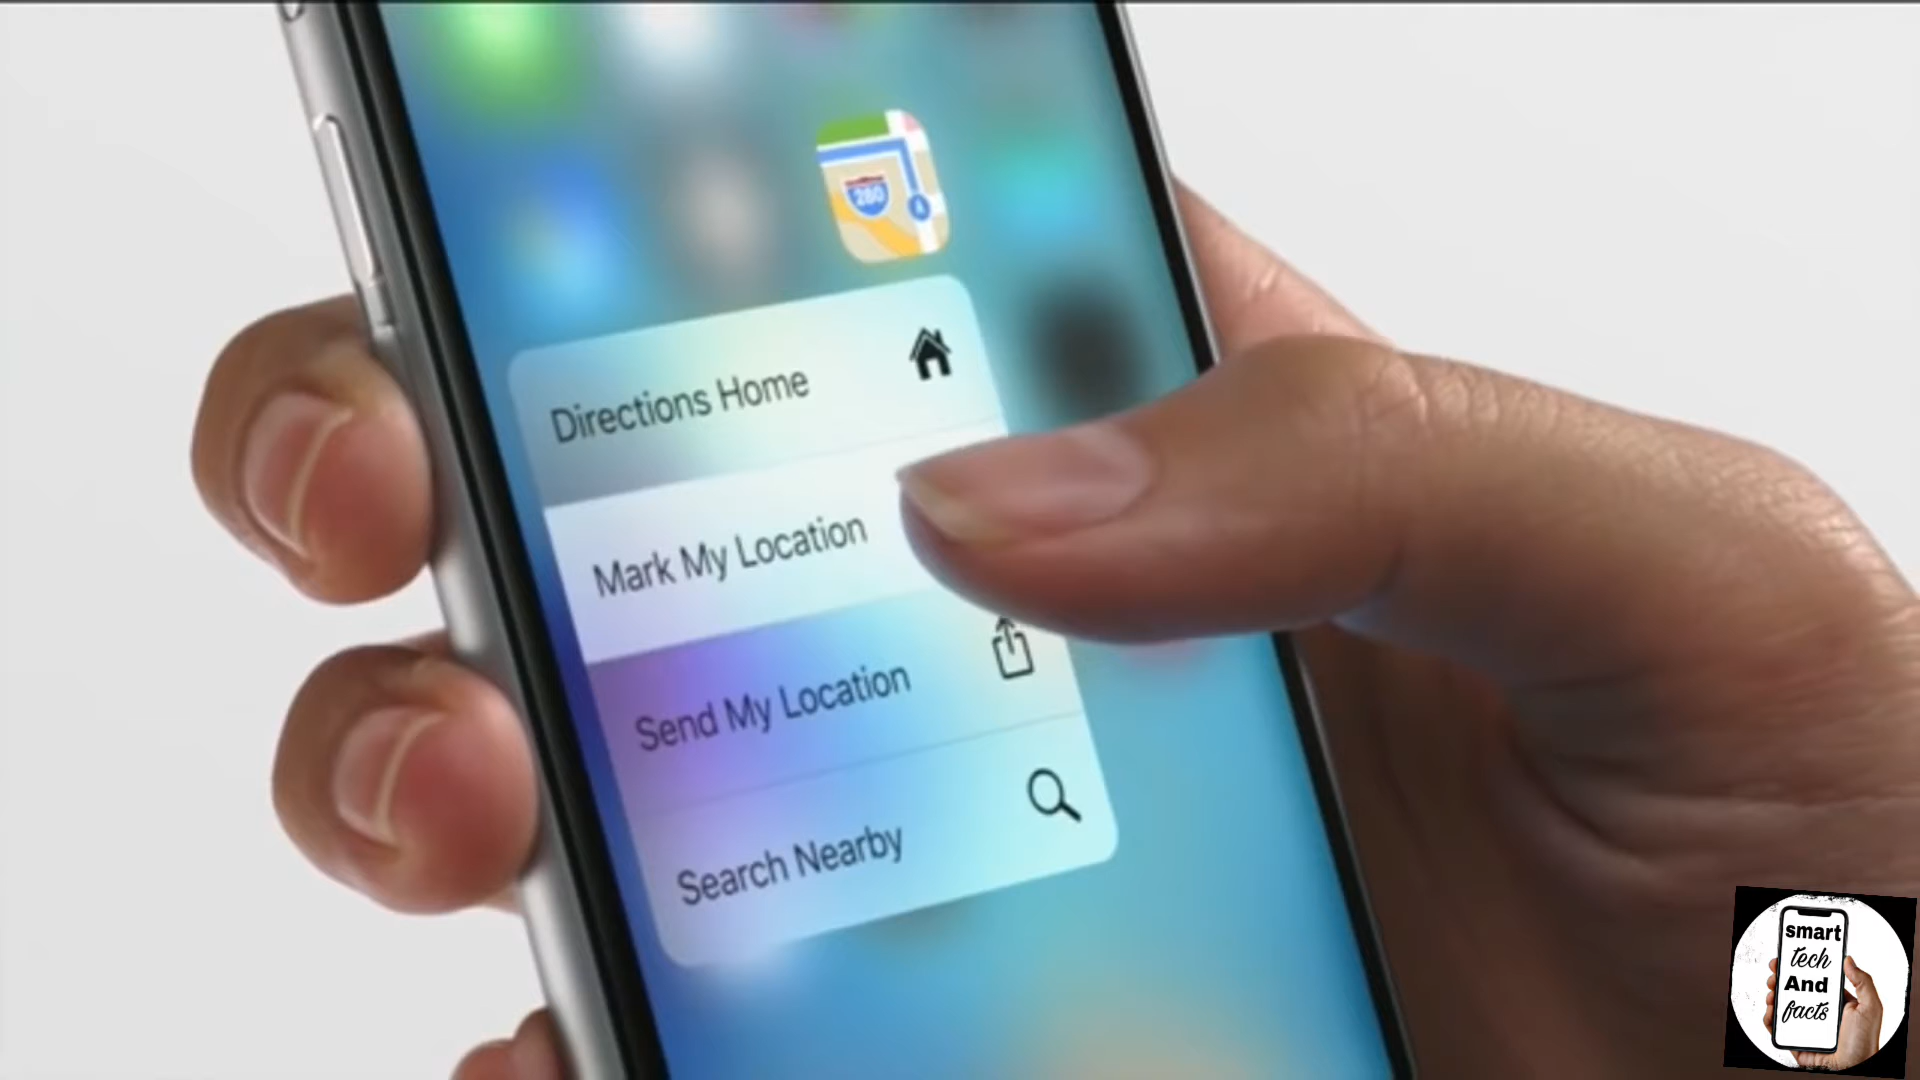 280
Directions Home
Mark My Location
Send My Location
Search Nearby
smart
tech
And
facts